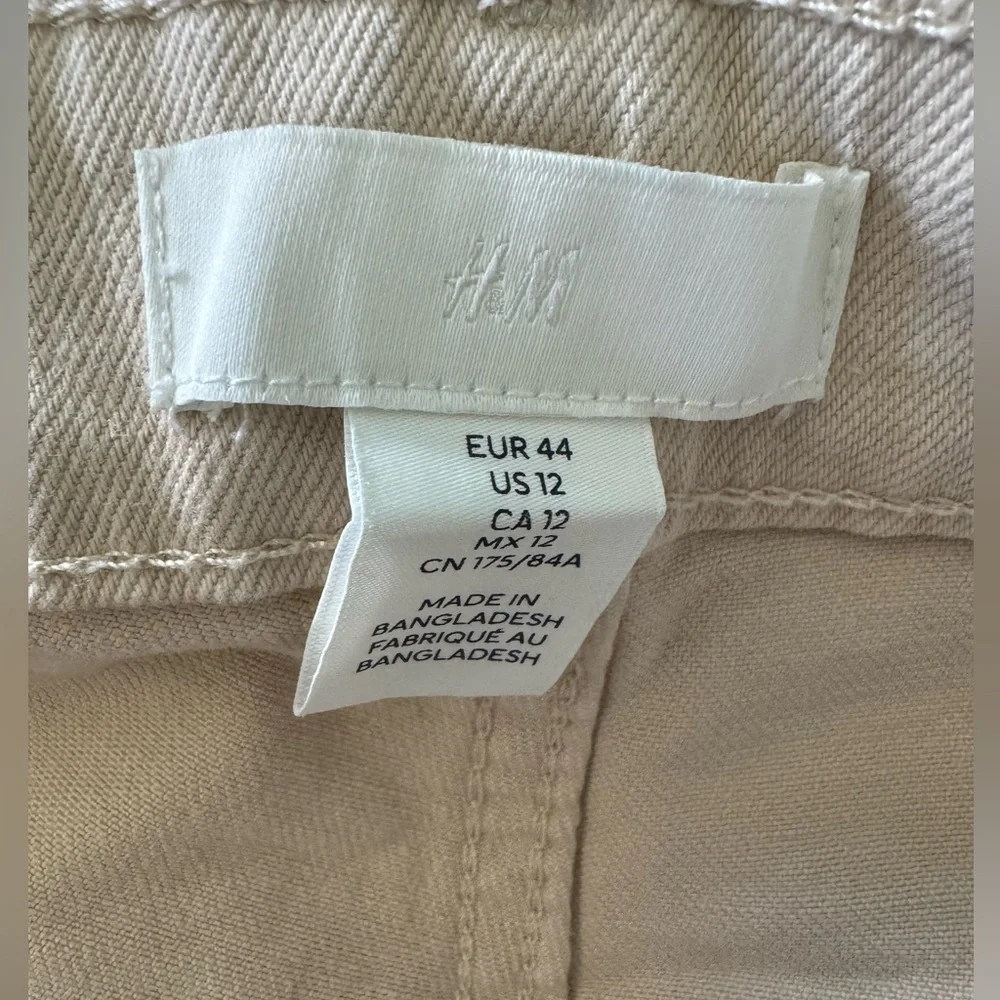 H&M
EUR 44
US 12
CA 12
MX 12
CN 175/84A
MADE IN
BANGLADESH
FABRIQUÉ AU
BANGLADESH